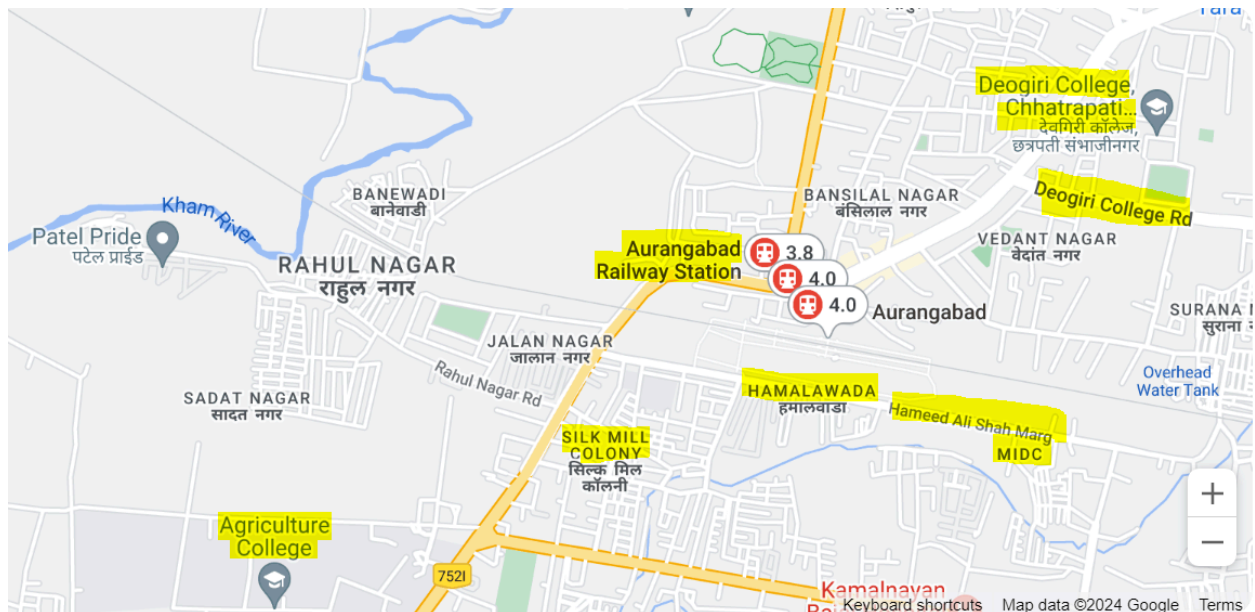 Deogiri College,
Chhatrapati...
देवगिरी कॉलेज,
छत्रपती संभाजीनगर
BANEWADI
बानेवाडी
BANSILAL NAGAR
बंसिलाल नगर
Deogiri College Rd
Kham River
Patel Pride
पटेल प्राईड
VEDANT NAGAR
वेदांत नगर
RAHUL NAGAR
राहुल नगर
Aurangabad
Railway Station
3.8
4.0
4.0
Aurangabad
JALAN NAGAR
जालान नगर
Rahul Nagar Rd
Overhead
Water Tank
SADAT NAGAR
सादत नगर
HAMALAWADA
हमालवाडा
Hameed Ali Shah Marg
MIDC
SILK MILL
COLONY
सिल्क मिल
कॉलनी
Agriculture
College
+
−
752I
Kamalnayan
Keyboard shortcuts Map data ©2024 Google Terms